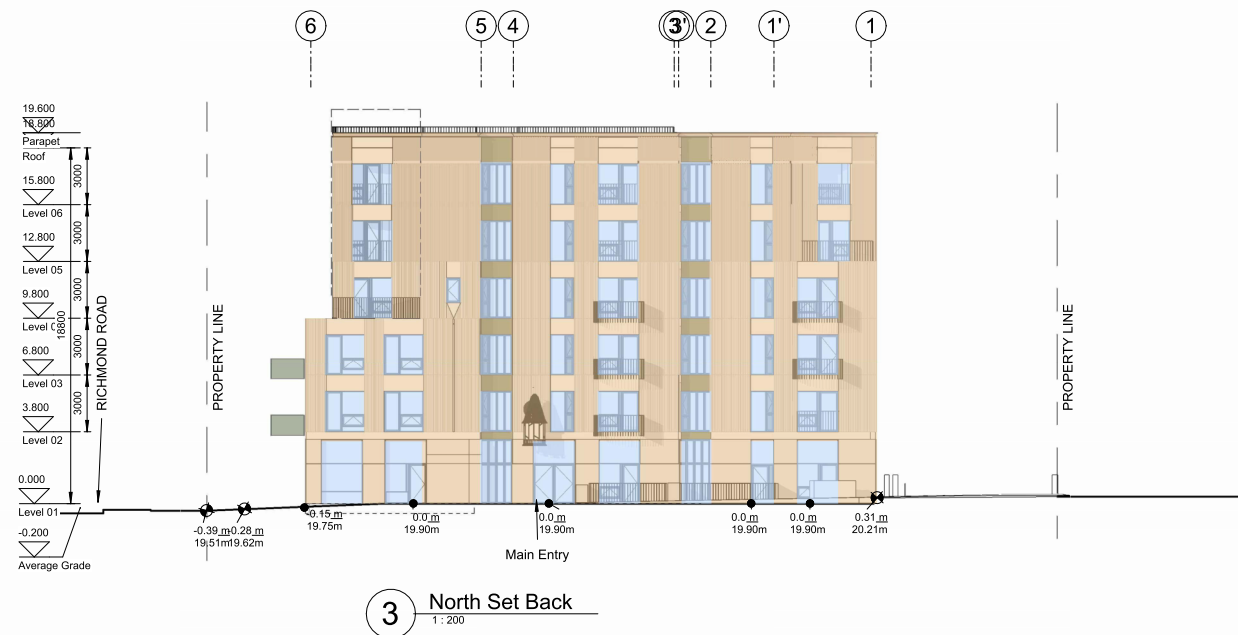 6
5
4
3
3'
2
1'
1
19.600
18.800
Parapet
Roof
15.800
Level 06
12.800
Level 05
9.800
6.800
Level 03
3.800
Level 02
0.000
Level 01
-0.200
Average Grade
3000
3000
3000
3000
3000
18800
RICHMOND ROAD
PROPERTY LINE
PROPERTY LINE
-0.39 m
19.51m
-0.28 m
19.62m
-0.15 m
19.75m
0.0 m
19.90m
0.0 m
19.90m
0.0 m
19.90m
0.0 m
19.90m
0.31 m
20.21m
Main Entry
3
North Set Back
1 : 200